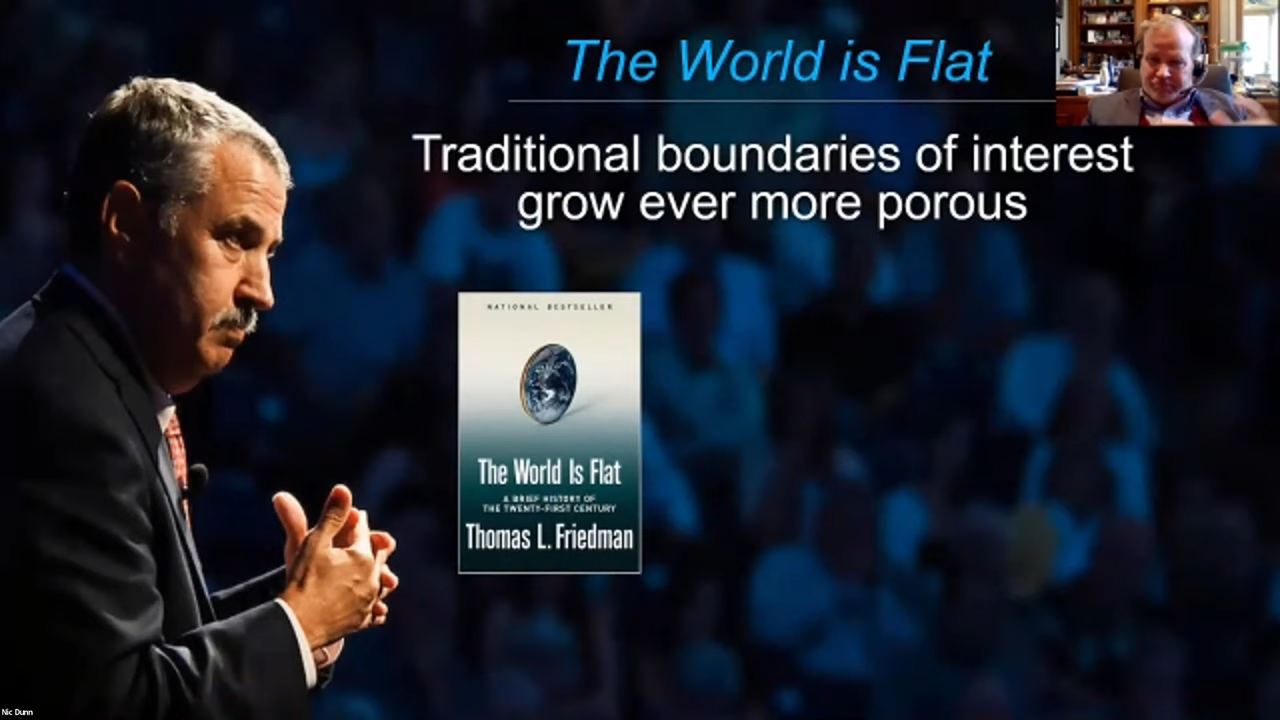 The World is Flat
Traditional boundaries of interest
grow ever more porous
NATIONAL BESTSELLER
The World Is Flat
A BRIEF HISTORY OF
THE TWENTY-FIRST CENTURY
Thomas L. Friedman
Nic Dunn